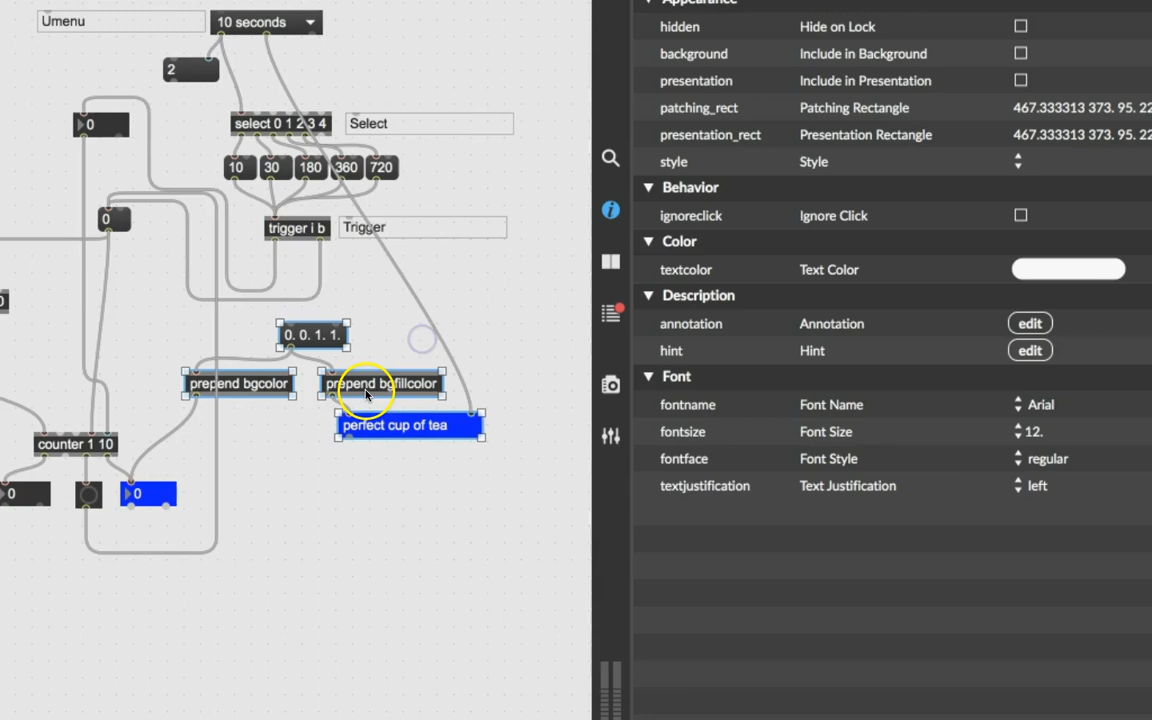 Umenu
10 seconds
2
0
select 0 1 2 3 4
Select
10
30
180
360
720
0
trigger i b
Trigger
0. 0. 1. 1.
prepend bgcolor
prepend bgfillcolor
perfect cup of tea
counter 1 10
0
0
Appearance
hidden Hide on Lock
background Include in Background
presentation Include in Presentation
patching_rect Patching Rectangle 467.333313 373. 95. 22
presentation_rect Presentation Rectangle 467.333313 373. 95. 22
style Style
Behavior
ignoreclick Ignore Click
Color
textcolor Text Color
Description
annotation Annotation edit
hint Hint edit
Font
fontname Font Name Arial
fontsize Font Size 12.
fontface Font Style regular
textjustification Text Justification left